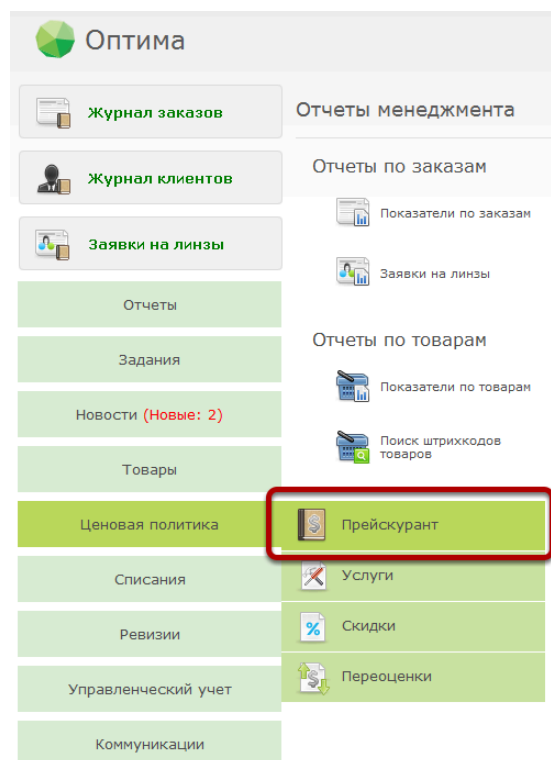 Оптима
Журнал заказов
Журнал клиентов
Заявки на линзы
Отчеты
Задания
Новости (Новые: 2)
Товары
Ценовая политика
Списания
Ревизии
Управленческий учет
Коммуникации
Отчеты менеджмента
Отчеты по заказам
Показатели по заказам
Заявки на линзы
Отчеты по товарам
Показатели по товарам
Поиск штрихкодов
товаров
Прейскурант
Услуги
Скидки
Переоценки